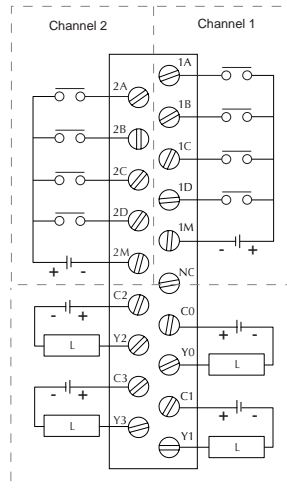 Channel 2
Channel 1
1A
2A
1B
2B
1C
2C
1D
2D
1M
- +
2M
+ -
NC
C2
- +
C0
+ -
L
Y2
Y0
L
C3
- +
C1
+ -
L
Y3
Y1
L